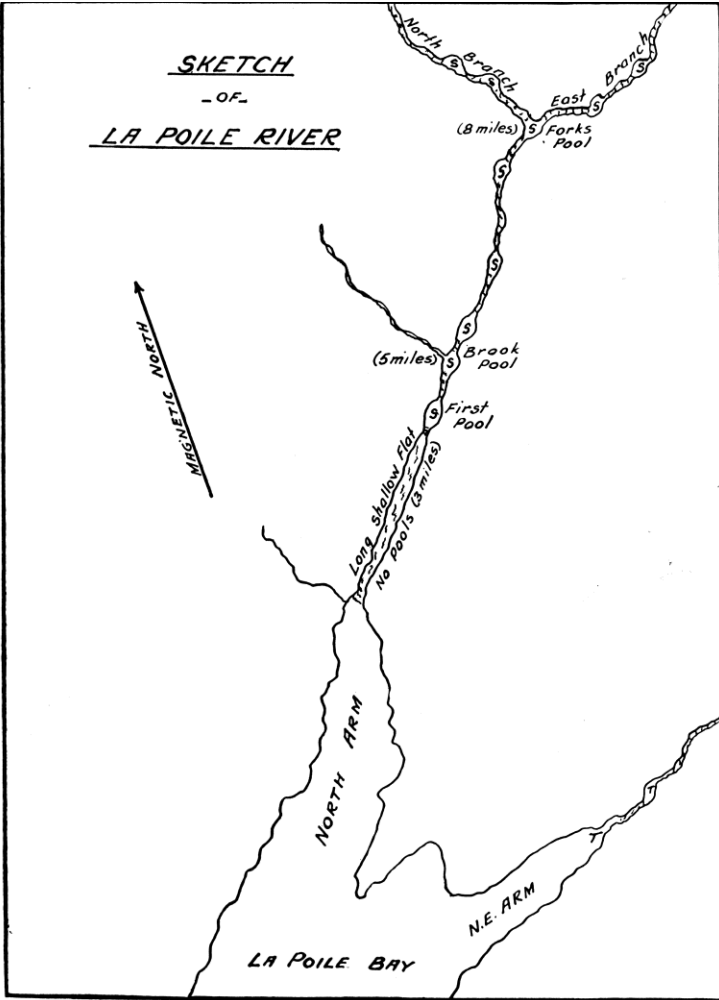 SKETCH
-OF-
LA POILE RIVER
North Branch
East Branch
S
S
S
S
(8 miles) S Forks
Pool
S
S
MAGNETIC NORTH
S
(5 miles) S Brook
Pool
S First
Pool
Long shallow flat
No pools (3 miles)
NORTH ARM
T
T
N.E. ARM
LA POILE BAY